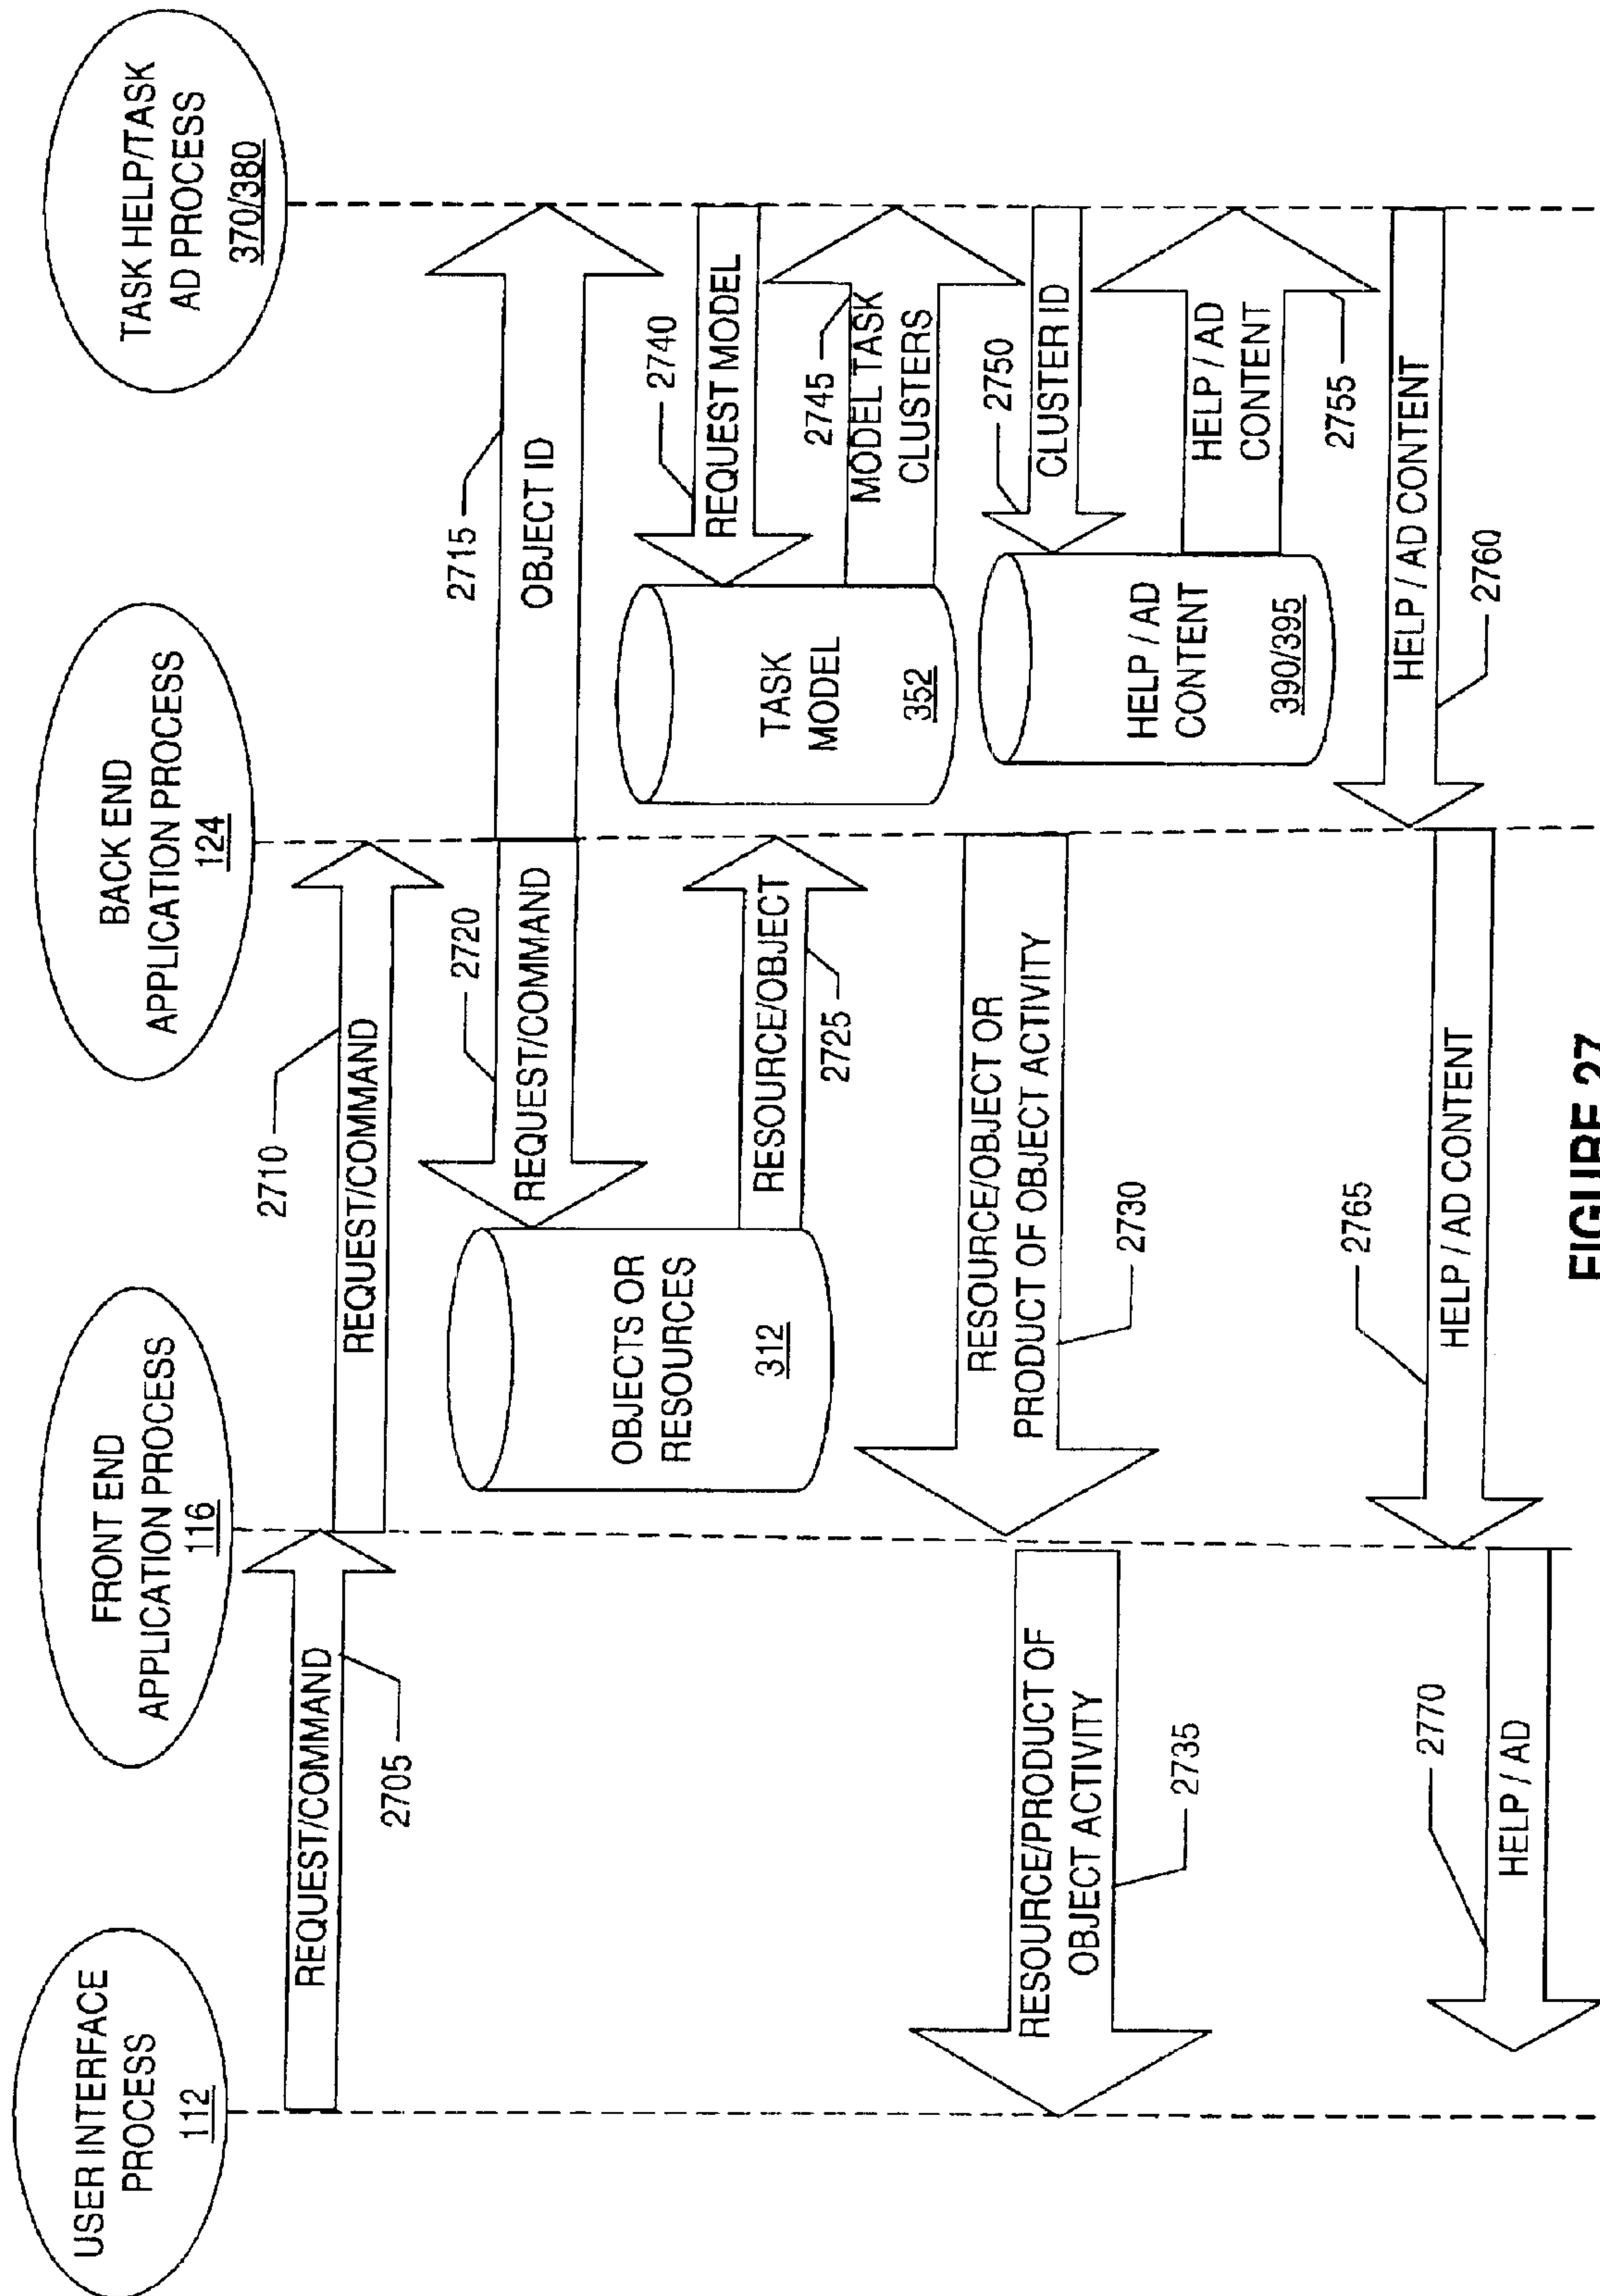 USER INTERFACE
PROCESS
112
FRONT END
APPLICATION PROCESS
116
BACK END
APPLICATION PROCESS
124
TASK HELP/TASK
AD PROCESS
370/380
REQUEST/COMMAND
2705
2710
REQUEST/COMMAND
2715
OBJECT ID
2720
REQUEST/COMMAND
OBJECTS OR
RESOURCES
312
RESOURCE/OBJECT
2725
2740
REQUEST MODEL
TASK
MODEL
352
2745
MODEL TASK
CLUSTERS
RESOURCE/OBJECT OR
PRODUCT OF OBJECT ACTIVITY
2730
RESOURCE/PRODUCT OF
OBJECT ACTIVITY
2735
2750
CLUSTER ID
HELP / AD
CONTENT
390/395
HELP / AD
CONTENT
2755
HELP / AD CONTENT
2760
2765
HELP / AD CONTENT
2770
HELP / AD
FIGURE 27